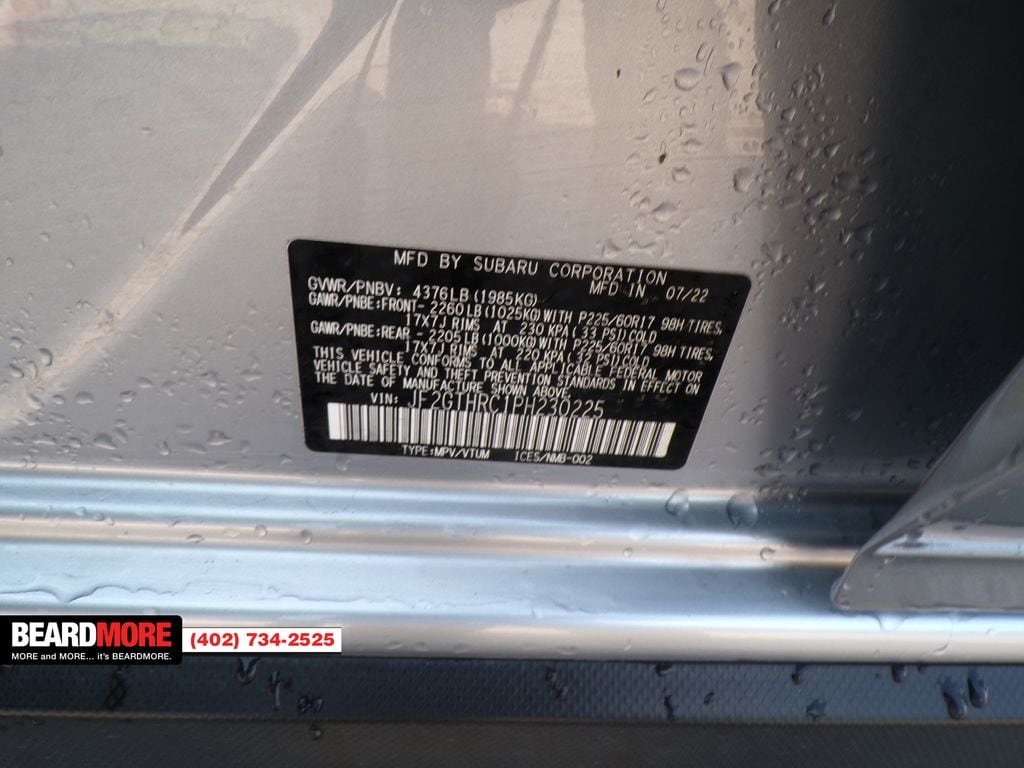 MFD BY SUBARU CORPORATION
MFD IN 07/22
GVWR/PNBV: 4376LB(1985KG)
GAWR/PNBE:FRONT- 2260LB(1025KG)WITH P225/60R17 98H TIRES,
17X7J RIMS AT 230 KPA(33 PSI)COLD
GAWR/PNBE:REAR - 2205LB(1000KG)WITH P225/60R17 98H TIRES,
17X7J RIMS AT 220 KPA(33 PSI)COLD
THIS VEHICLE CONFORMS TO ALL APPLICABLE FEDERAL MOTOR
VEHICLE SAFETY AND THEFT PREVENTION STANDARDS IN EFFECT ON
THE DATE OF MANUFACTURE SHOWN ABOVE.
VIN: JF2GTHRC1PH230225
TYPE:MPV/VTUM ICES/NMB-002
BEARDMORE (402) 734-2525
MORE and MORE... it's BEARDMORE.